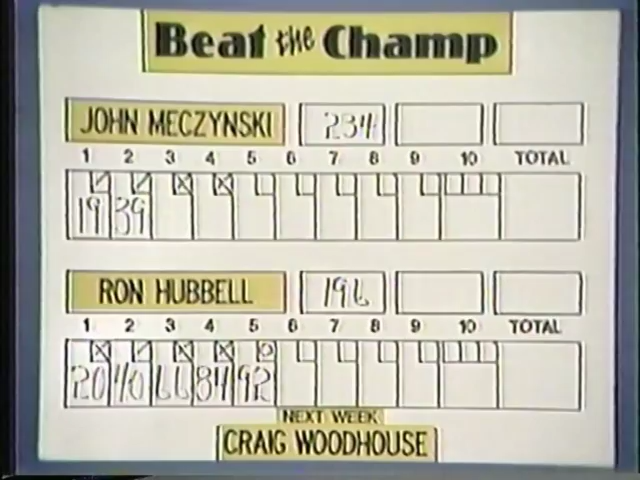 Beat the Champ
JOHN MECZYNSKI 234
1 2 3 4 5 6 7 8 9 10 TOTAL
/ / X X
19 39
RON HUBBELL 196
1 2 3 4 5 6 7 8 9 10 TOTAL
X / X X O
20 40 66 84 92
NEXT WEEK
CRAIG WOODHOUSE